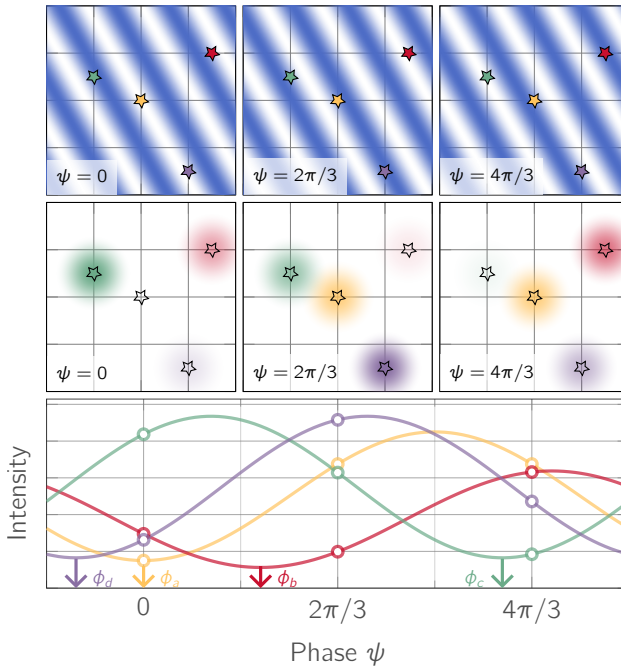 ψ = 0
ψ = 2π/3
ψ = 4π/3
ψ = 0
ψ = 2π/3
ψ = 4π/3
Intensity
ϕd
ϕa
ϕb
ϕc
0
2π/3
4π/3
Phase ψ